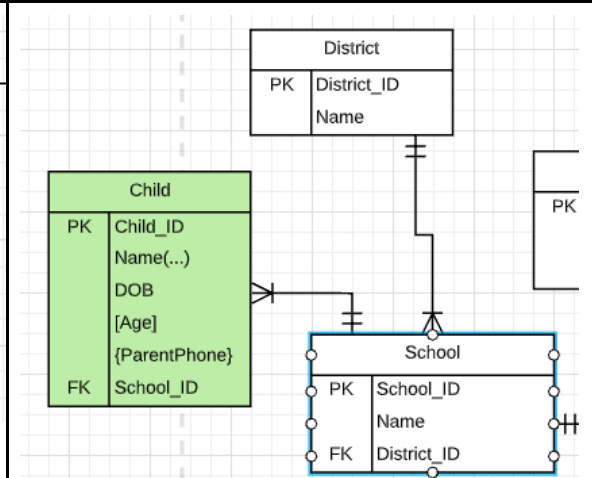 District
PK District_ID
Name
Child
PK Child_ID
Name(...)
DOB
[Age]
{ParentPhone}
FK School_ID
PK
School
PK School_ID
Name
FK District_ID